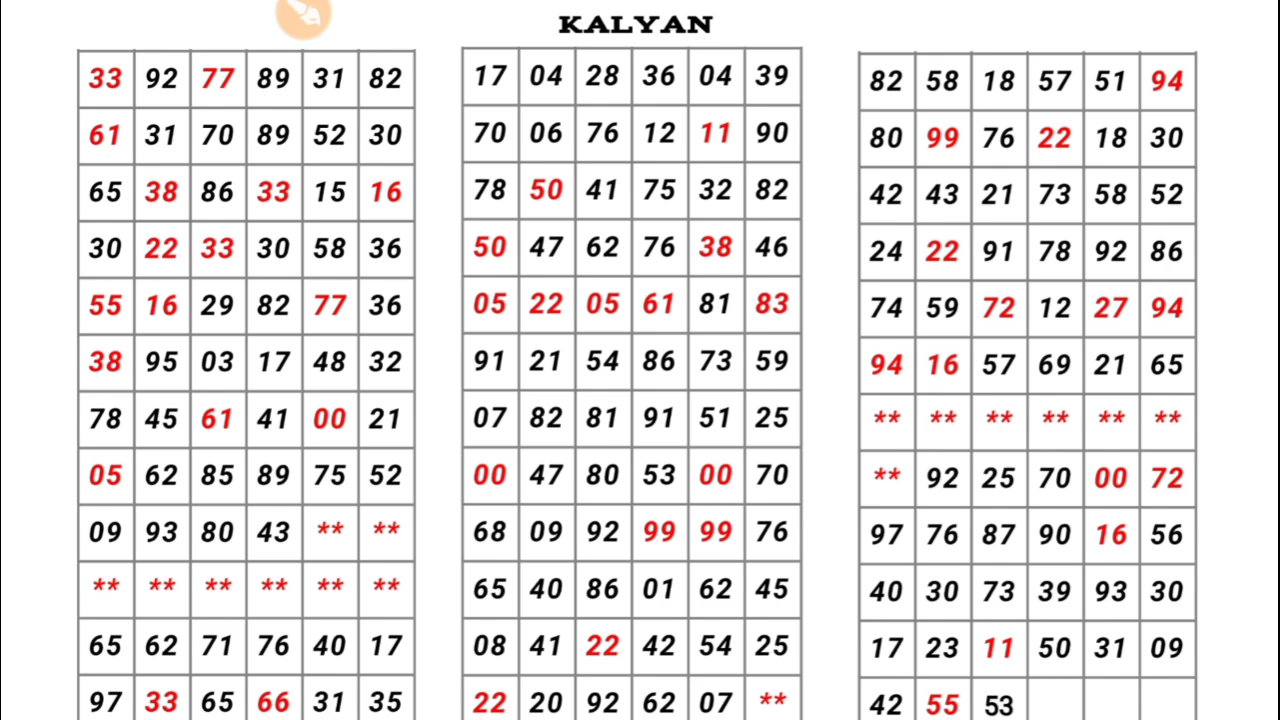 KALYAN
33 92 77 89 31 82
61 31 70 89 52 30
65 38 86 33 15 16
30 22 33 30 58 36
55 16 29 82 77 36
38 95 03 17 48 32
78 45 61 41 00 21
05 62 85 89 75 52
09 93 80 43 ** **
** ** ** ** ** **
65 62 71 76 40 17
97 33 65 66 31 35
17 04 28 36 04 39
70 06 76 12 11 90
78 50 41 75 32 82
50 47 62 76 38 46
05 22 05 61 81 83
91 21 54 86 73 59
07 82 81 91 51 25
00 47 80 53 00 70
68 09 92 99 99 76
65 40 86 01 62 45
08 41 22 42 54 25
22 20 92 62 07 **
82 58 18 57 51 94
80 99 76 22 18 30
42 43 21 73 58 52
24 22 91 78 92 86
74 59 72 12 27 94
94 16 57 69 21 65
** ** ** ** ** **
** 92 25 70 00 72
97 76 87 90 16 56
40 30 73 39 93 30
17 23 11 50 31 09
42 55 53